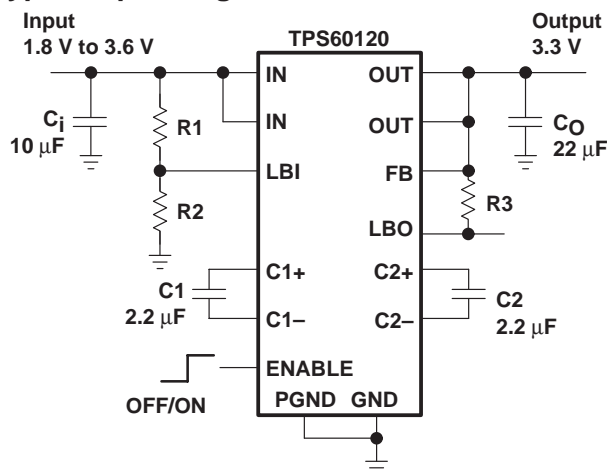 Input
1.8 V to 3.6 V
Output
3.3 V
TPS60120
IN
OUT
Ci
10 μF
R1
IN
OUT
CO
22 μF
LBI
FB
R2
R3
LBO
C1+
C2+
C1
2.2 μF
C2
2.2 μF
C1–
C2–
ENABLE
OFF/ON
PGND
GND